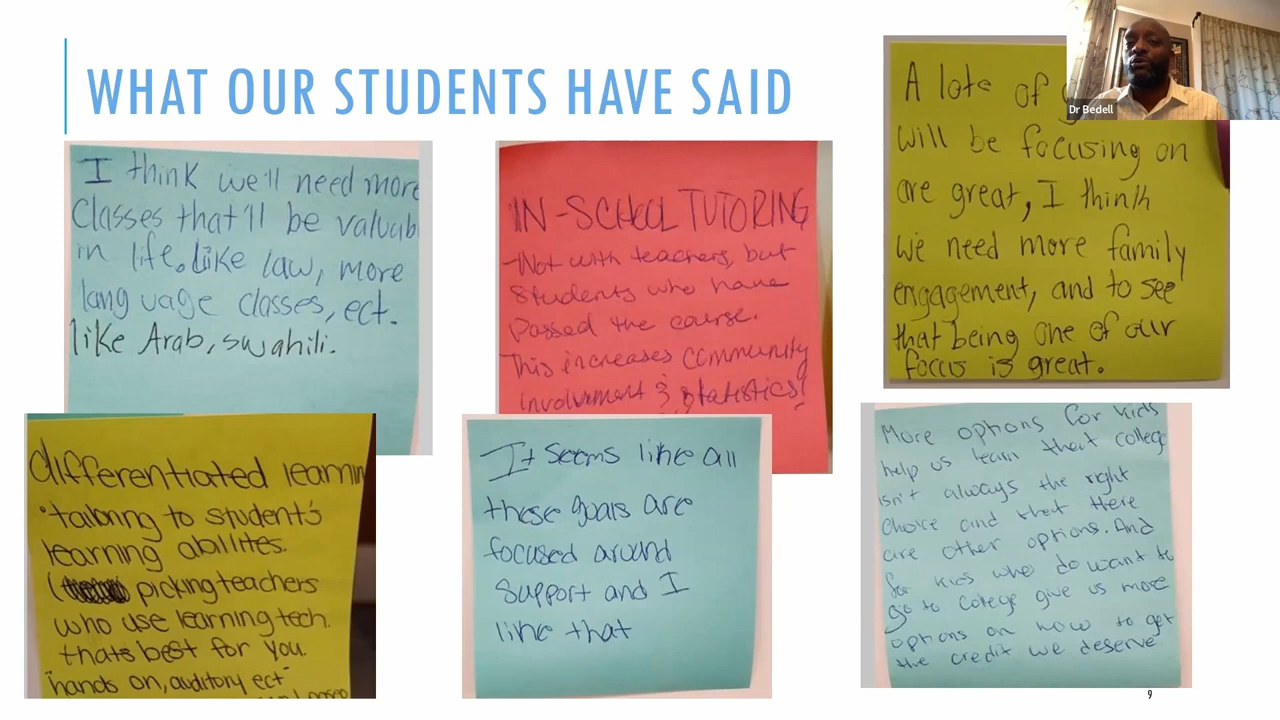 WHAT OUR STUDENTS HAVE SAID
I think we'll need more
Classes that'll be valuab
in life. Like law, more
language classes, ect.
like Arab, swahili.
IN-SCHOOL TUTORING
-Not with teachers, but
students who have
passed the course.
This increases community
involvement & statistics!
A lote of
will be focusing on
are great, I think
we need more family
engagement, and to see
that being one of our
focus is great.
Dr Bedell
differentiated learnin
•tailoring to student's
learning abilites.
( picking teachers
who use learning tech.
thats best for you.
"hands on, auditory ect"
It seems like all
these goals are
focused around
support and I
like that
More options for kids
help us learn that college
isn't always the right
choice and that there
are other options. And
for kids who do want to
go to college give us more
options on how to get
the credit we deserve
9